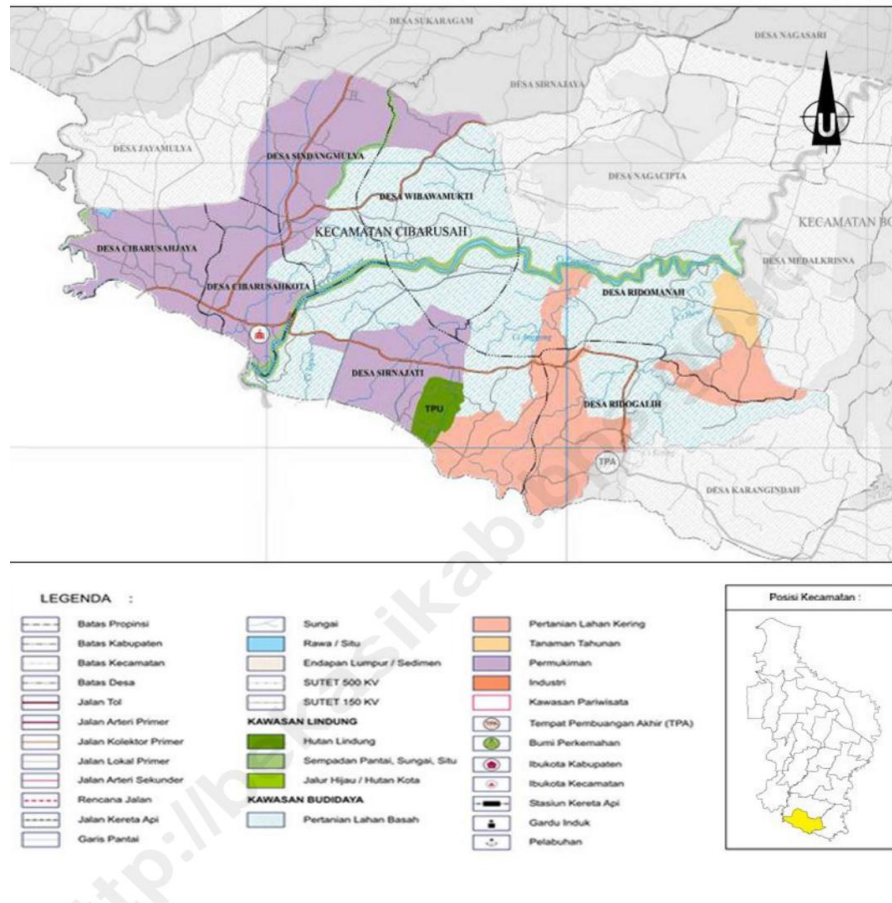 DESA SUKARAGAM
DESA NAGASARI
DESA SIRNAJAYA
DESA JAYAMULYA
DESA SINDANGMULYA
DESA NAGACIPTA
U
DESA WIBAWAMUKTI
KECAMATAN CIBARUSAH
KECAMATAN BO
DESA CIBARUSAHJAYA
DESA MEDALKRISNA
DESA CIBARUSAHKOTA
DESA RIDOMANAH
DESA SIRNAJATI
TPU
DESA RIDOGALIH
TPA
DESA KARANGINDAH
LEGENDA :
Batas Propinsi
Batas Kabupaten
Batas Kecamatan
Batas Desa
Jalan Tol
Jalan Arteri Primer
Jalan Kolektor Primer
Jalan Lokal Primer
Jalan Arteri Sekunder
Rencana Jalan
Jalan Kereta Api
Garis Pantai
Sungai
Rawa / Situ
Endapan Lumpur / Sedimen
SUTET 500 KV
SUTET 150 KV
KAWASAN LINDUNG
Hutan Lindung
Sempadan Pantai, Sungai, Situ
Jalur Hijau / Hutan Kota
KAWASAN BUDIDAYA
Pertanian Lahan Basah
Pertanian Lahan Kering
Tanaman Tahunan
Permukiman
Industri
Kawasan Pariwisata
Tempat Pembuangan Akhir (TPA)
Bumi Perkemahan
Ibukota Kabupaten
Ibukota Kecamatan
Stasiun Kereta Api
Gardu Induk
Pelabuhan
Posisi Kecamatan :